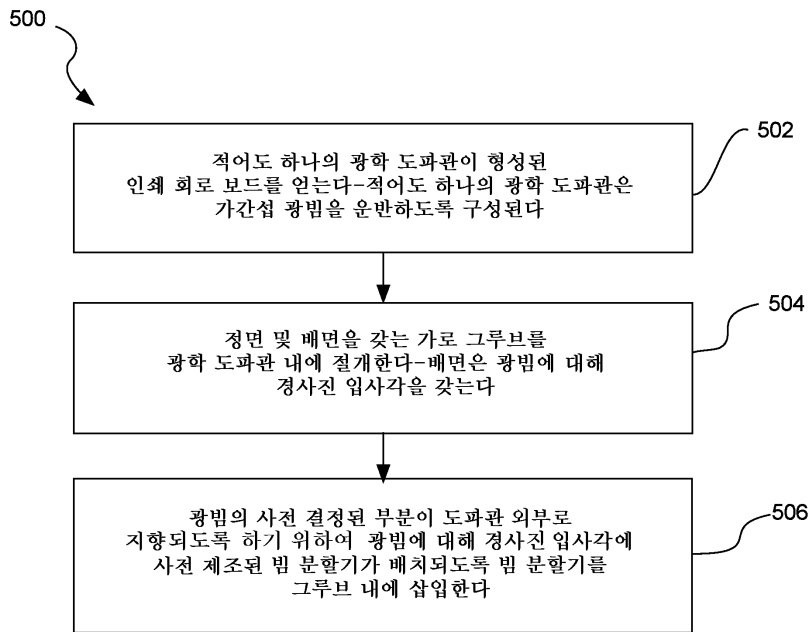 500
502
적어도 하나의 광학 도파관이 형성된
인쇄 회로 보드를 얻는다-적어도 하나의 광학 도파관은
가간섭 광빔을 운반하도록 구성된다
504
정면 및 배면을 갖는 가로 그루브를
광학 도파관 내에 절개한다-배면은 광빔에 대해
경사진 입사각을 갖는다
506
광빔의 사전 결정된 부분이 도파관 외부로
지향되도록 하기 위하여 광빔에 대해 경사진 입사각에
사전 제조된 빔 분할기가 배치되도록 빔 분할기를
그루브 내에 삽입한다